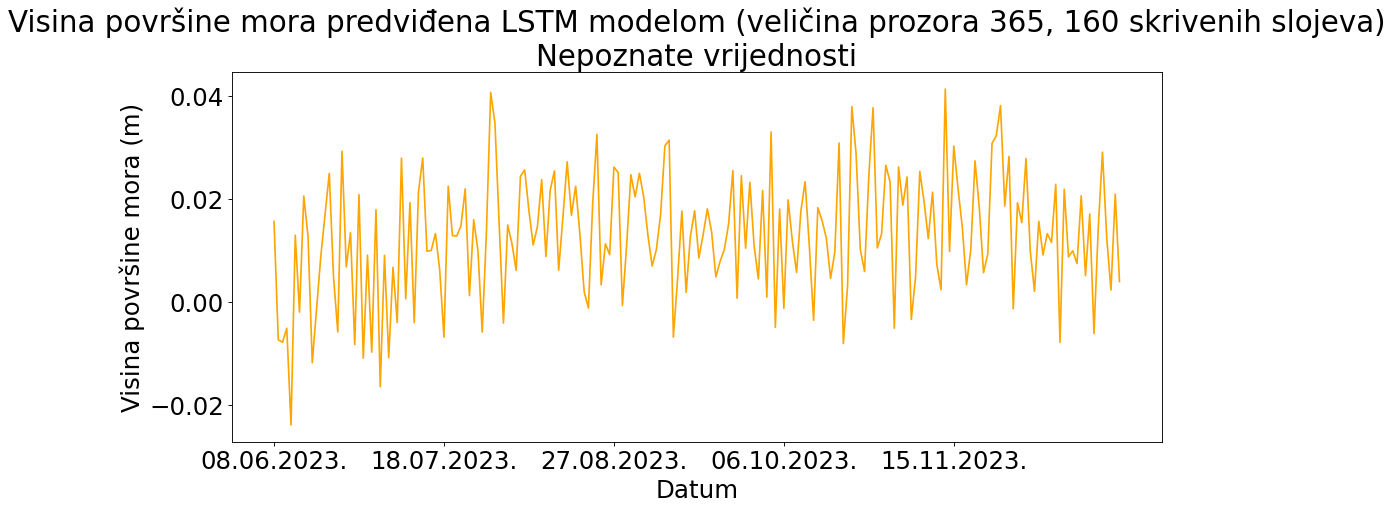 Visina površine mora predviđena LSTM modelom (veličina prozora 365, 160 skrivenih slojeva)
Nepoznate vrijednosti
Visina površine mora (m)
0.04
0.02
0.00
−0.02
08.06.2023. 18.07.2023. 27.08.2023. 06.10.2023. 15.11.2023.
Datum